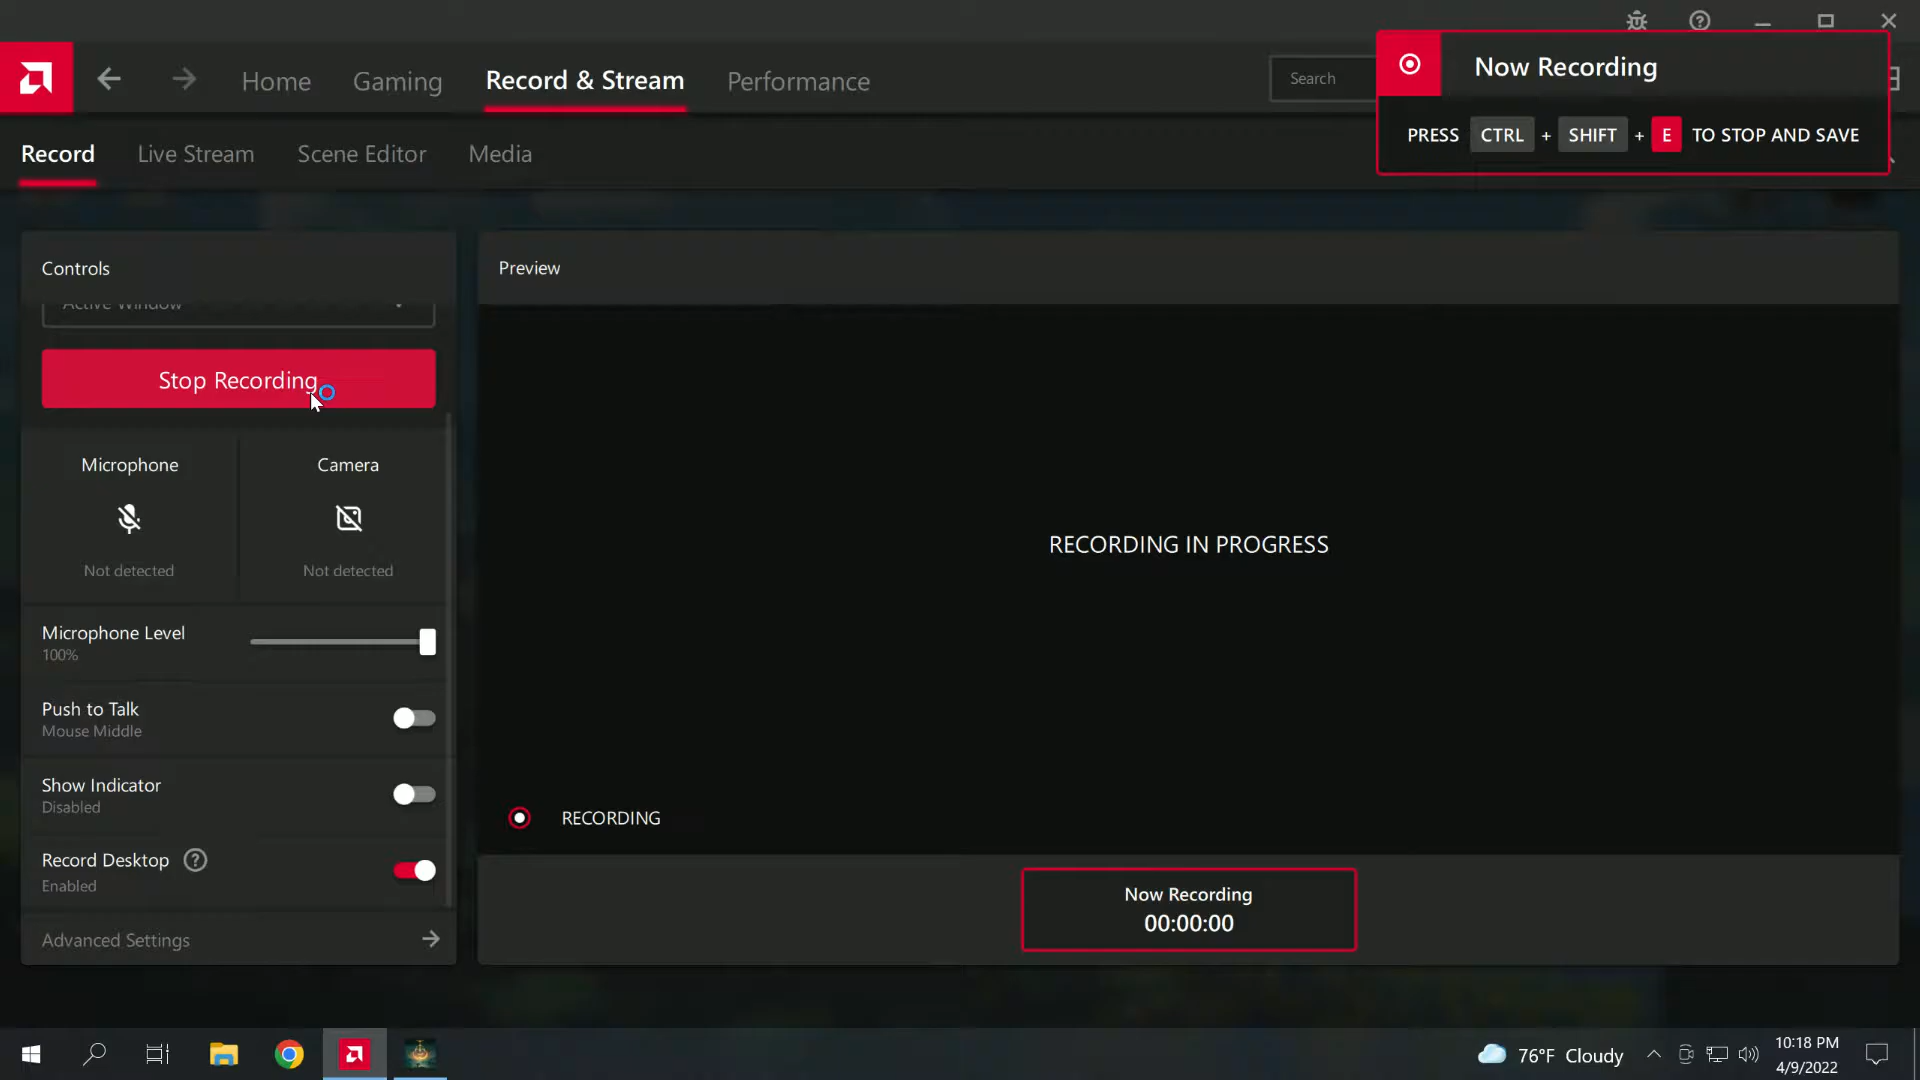 Home Gaming Record & Stream Performance
Search
Now Recording
PRESS CTRL + SHIFT + E TO STOP AND SAVE
Record Live Stream Scene Editor Media
Controls
Active Window
Stop Recording
Microphone Camera
Not detected Not detected
Microphone Level
100%
Push to Talk
Mouse Middle
Show Indicator
Disabled
Record Desktop ?
Enabled
Advanced Settings
Preview
RECORDING IN PROGRESS
RECORDING
Now Recording
00:00:00
76°F Cloudy
10:18 PM
4/9/2022